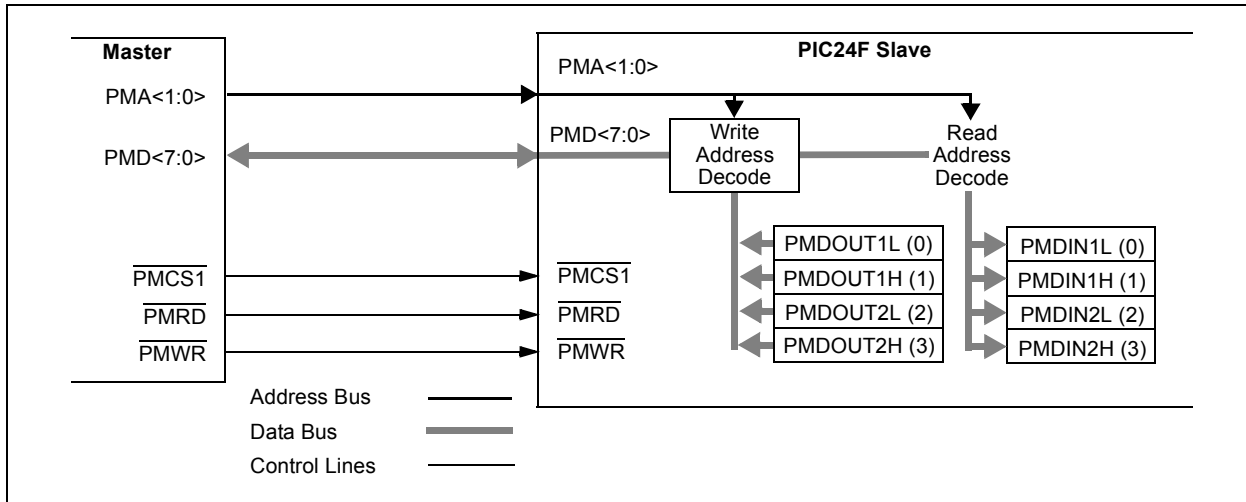 Master
PIC24F Slave
PMA<1:0>
PMA<1:0>
PMD<7:0>
PMD<7:0>
Write
Address
Decode
Read
Address
Decode
PMDOUT1L (0)
PMDIN1L (0)
PMDOUT1H (1)
PMDIN1H (1)
PMDOUT2L (2)
PMDIN2L (2)
PMDOUT2H (3)
PMDIN2H (3)
PMCS1
PMCS1
PMRD
PMRD
PMWR
PMWR
Address Bus
Data Bus
Control Lines